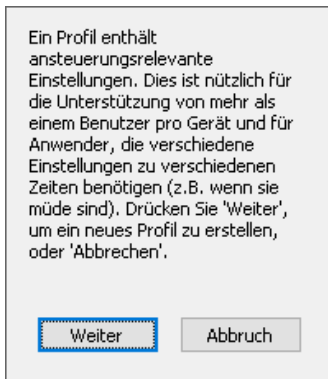 Ein Profil enthält
ansteuerungsrelevante
Einstellungen. Dies ist nützlich für
die Unterstützung von mehr als
einem Benutzer pro Gerät und für
Anwender, die verschiedene
Einstellungen zu verschiedenen
Zeiten benötigen (z.B. wenn sie
müde sind). Drücken Sie 'Weiter',
um ein neues Profil zu erstellen,
oder 'Abbrechen'.
Weiter
Abbruch